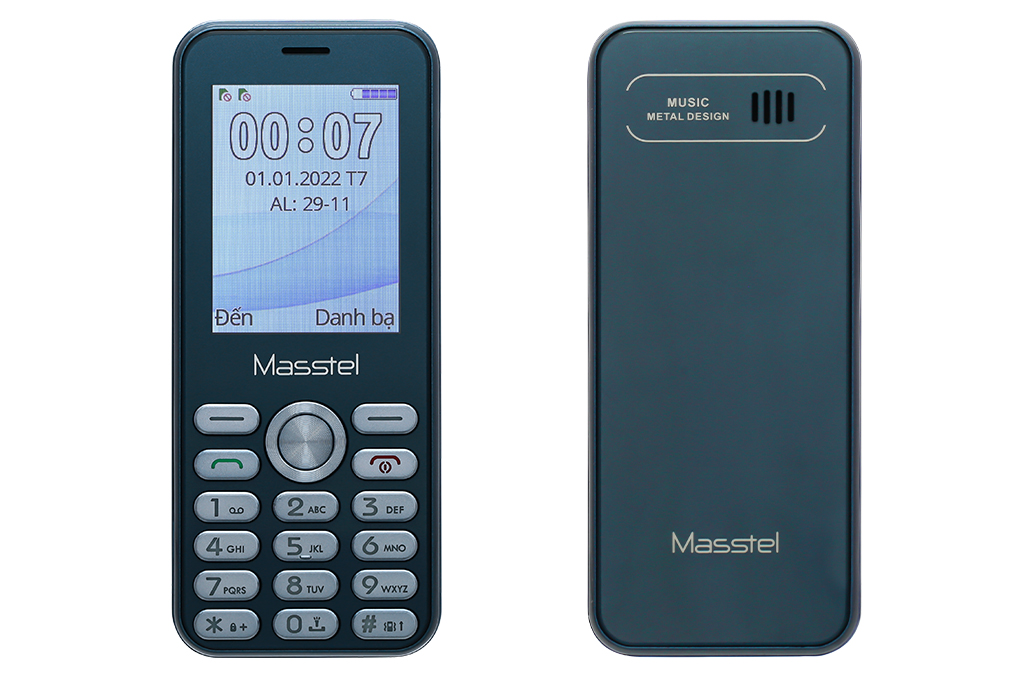 00:07
01.01.2022 T7
AL: 29-11
Đến Danh bạ
Masstel
1
2 ABC
3 DEF
4 GHI
5 JKL
6 MNO
7 PQRS
8 TUV
9 WXYZ
* +
0
#
MUSIC
METAL DESIGN
Masstel